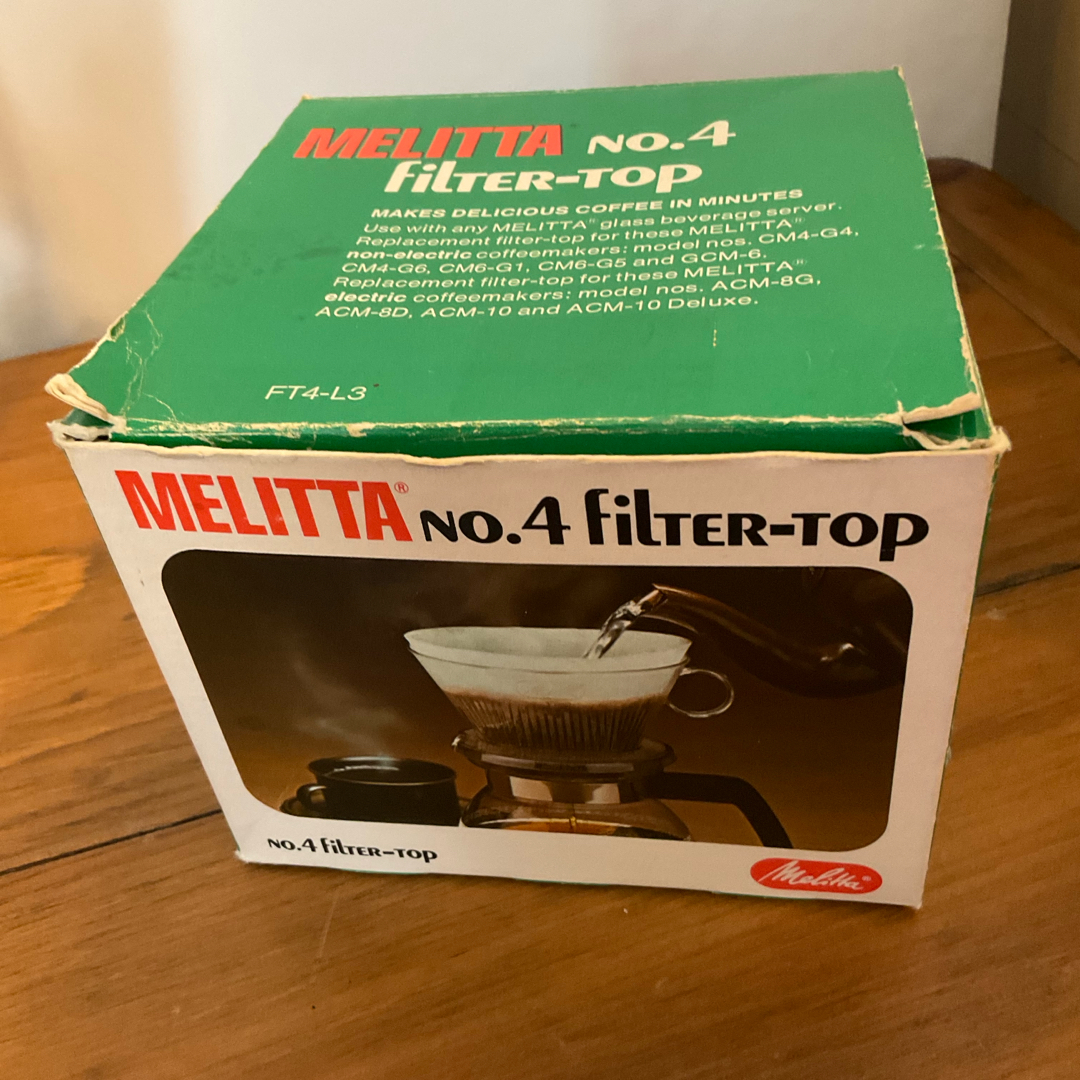 MELITTA NO.4
filTER-TOP
MAKES DELICIOUS COFFEE IN MINUTES
Use with any MELITTA® glass beverage server.
Replacement filter-top for these MELITTA®
non-electric coffeemakers: model nos. CM4-G4,
CM4-G6, CM6-G1, CM6-G5 and GCM-6.
Replacement filter-top for these MELITTA®
electric coffeemakers: model nos. ACM-8G,
ACM-8D, ACM-10 and ACM-10 Deluxe.
FT4-L3
MELITTA® NO.4 filTER-TOP
NO.4 filTER-TOP
Melitta®